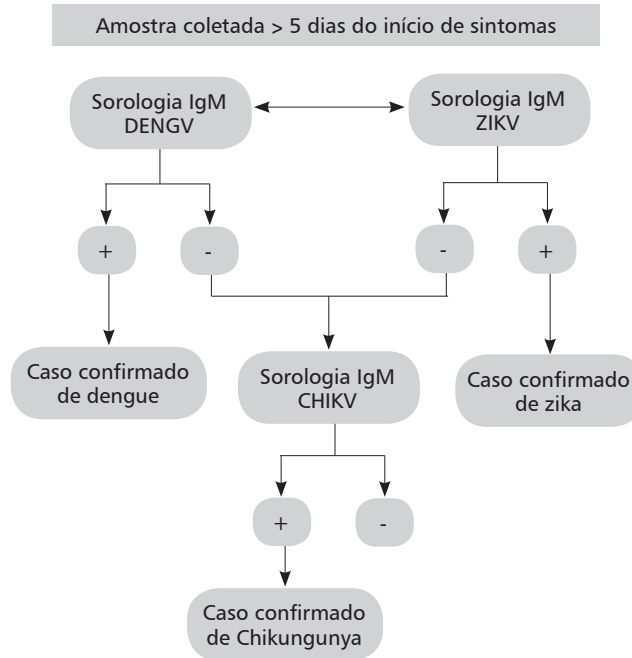 Amostra coletada > 5 dias do início de sintomas
Sorologia IgM
DENGV
Sorologia IgM
ZIKV
+
-
-
+
Caso confirmado
de dengue
Sorologia IgM
CHIKV
Caso confirmado
de zika
+
-
Caso confirmado
de Chikungunya